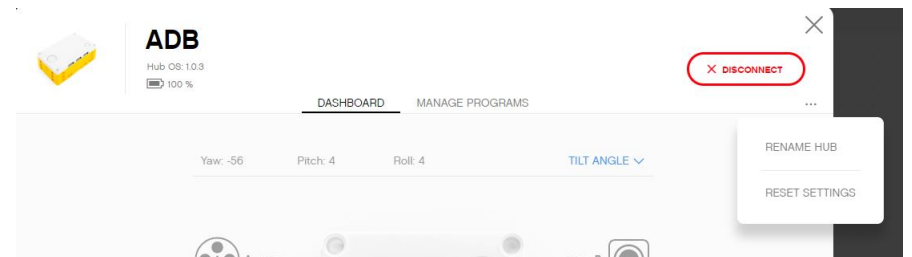 ADB
Hub OS: 1.0.3
100 %
DISCONNECT
DASHBOARD MANAGE PROGRAMS
...
RENAME HUB
RESET SETTINGS
Yaw: -56 Pitch: 4 Roll: 4 TILT ANGLE